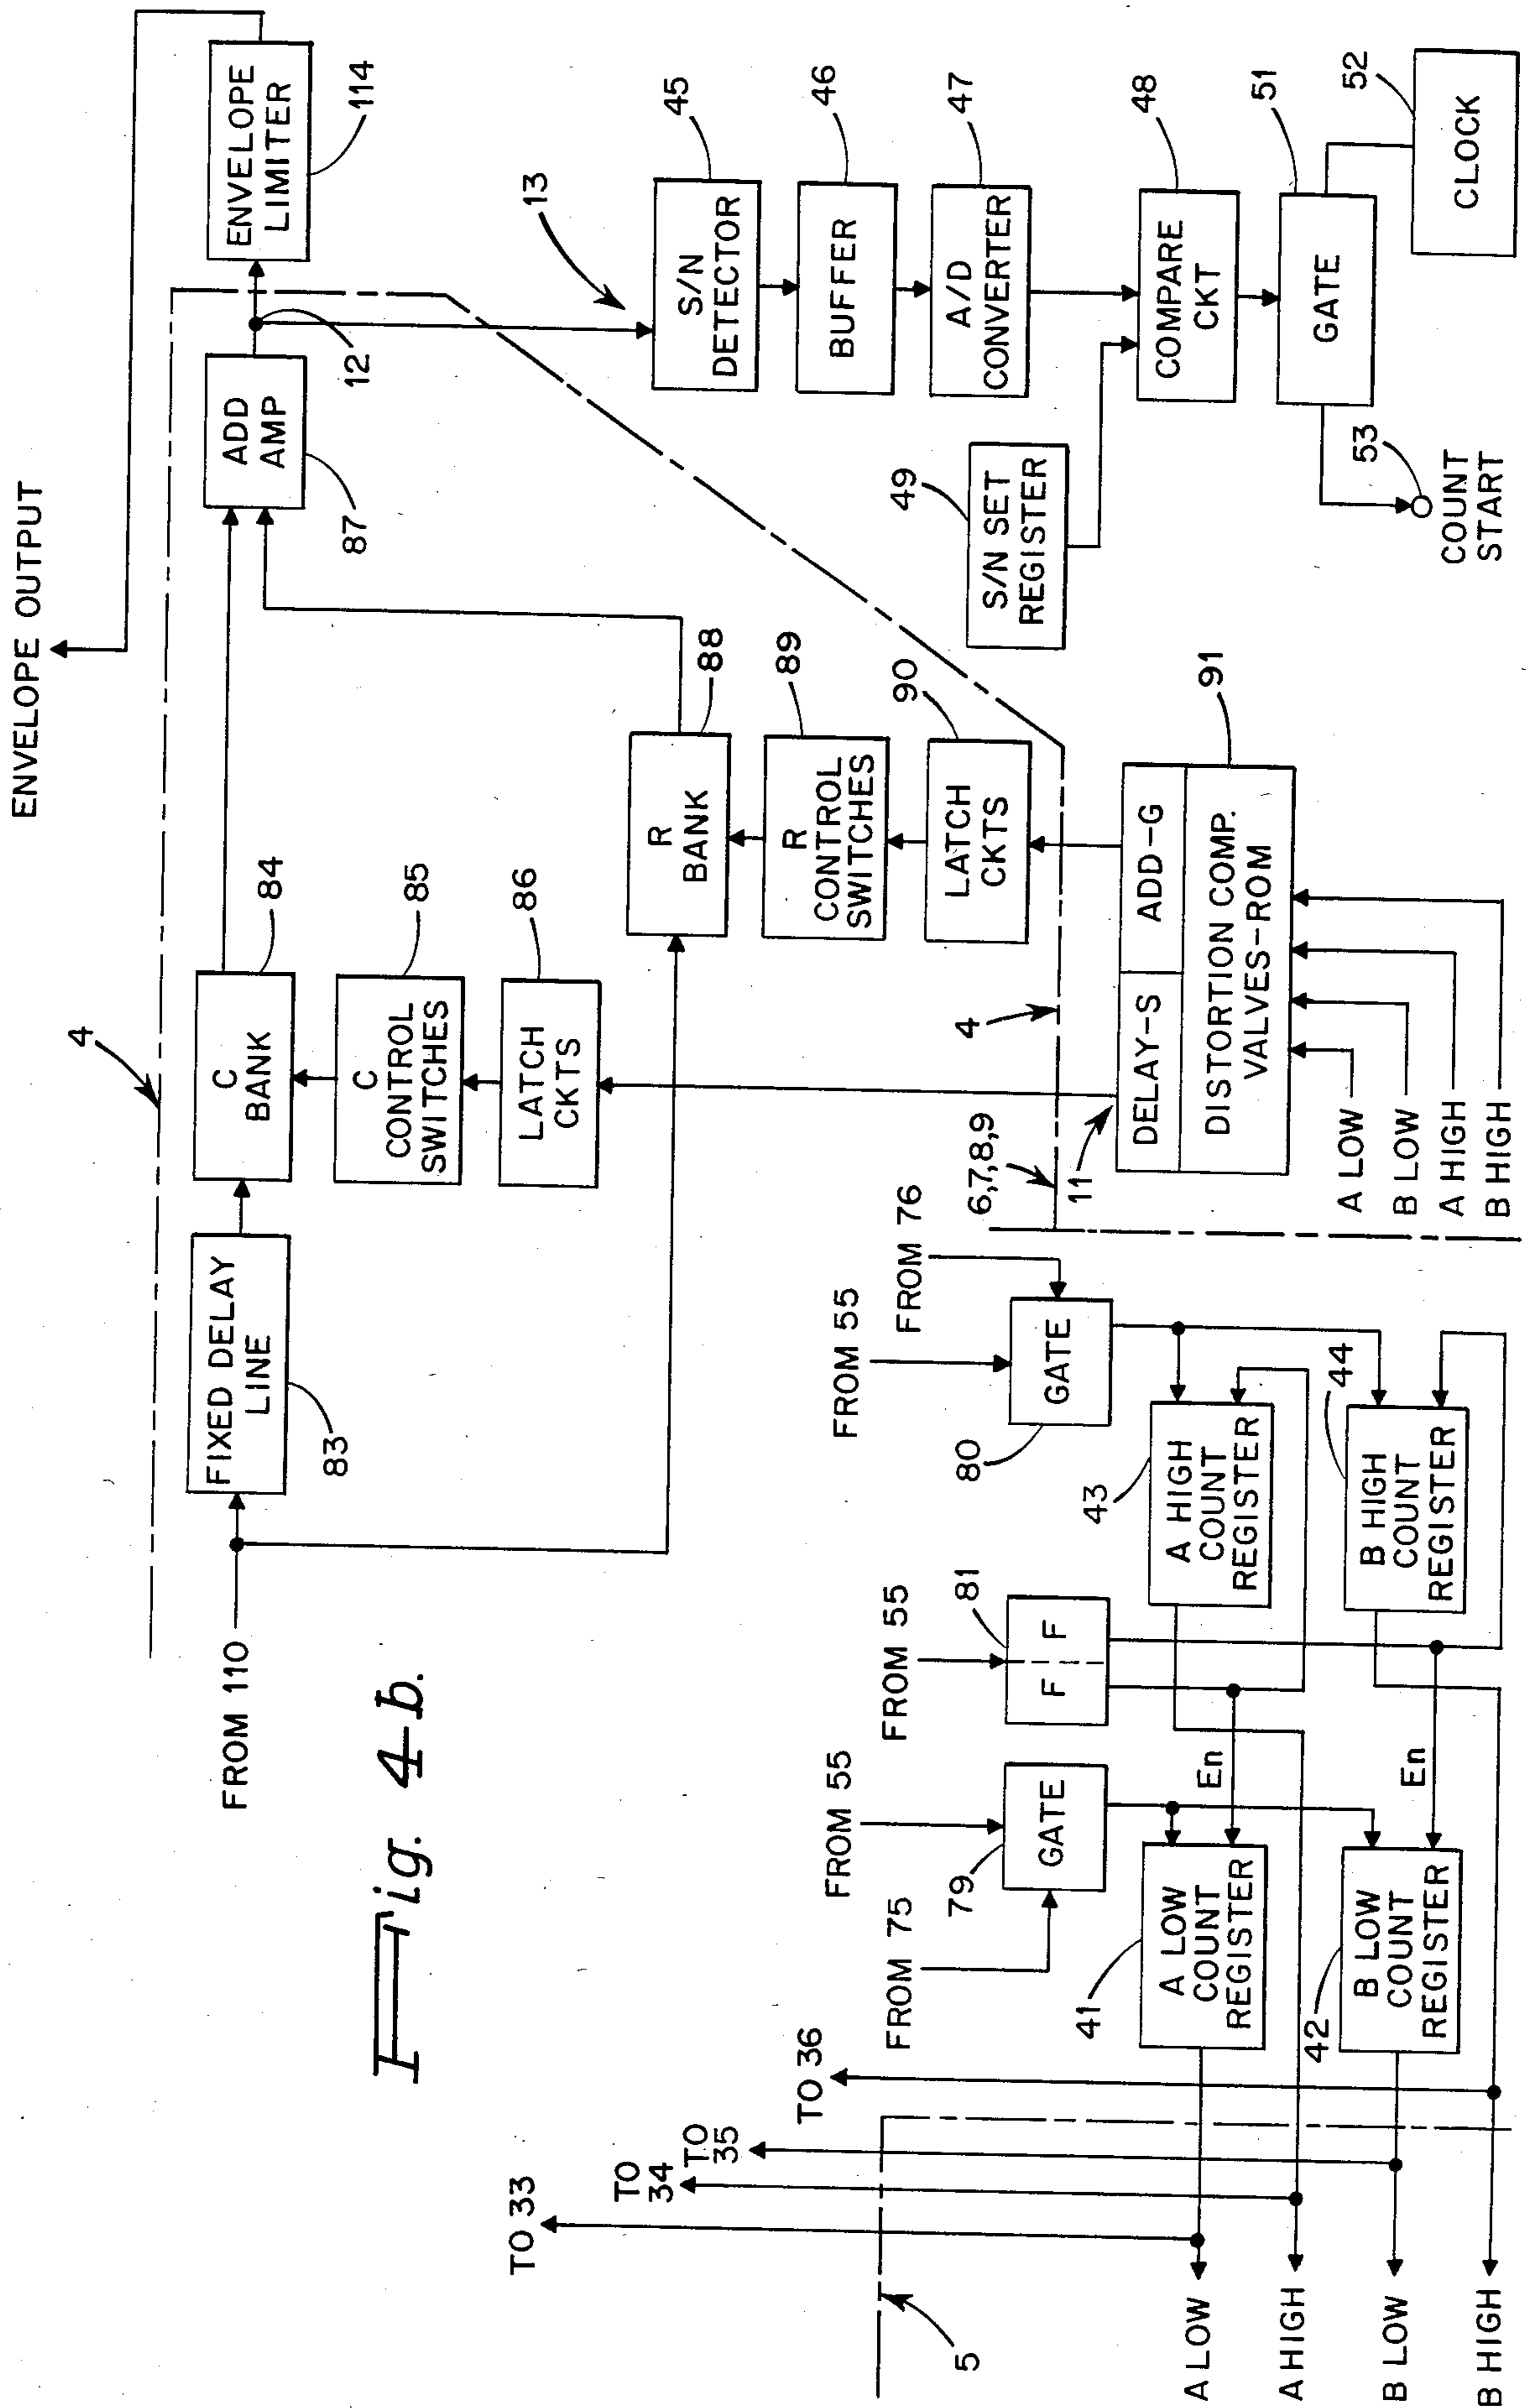 ENVELOPE OUTPUT
4
FROM 110
FIXED DELAY
LINE
83
C
BANK
84
C
CONTROL
SWITCHES
85
LATCH
CKTS
86
ADD
AMP
87
12
ENVELOPE
LIMITER
114
R
BANK
88
R
CONTROL
SWITCHES
89
LATCH
CKTS
90
4
6,7,8,9
11
DELAY-S
ADD-G
DISTORTION COMP.
VALVES-ROM
91
A LOW
B LOW
A HIGH
B HIGH
13
S/N
DETECTOR
45
BUFFER
46
A/D
CONVERTER
47
COMPARE
CKT
48
S/N SET
REGISTER
49
GATE
51
CLOCK
52
53
COUNT
START
Fig. 4-b.
FROM 76
FROM 55
GATE
80
A HIGH
COUNT
REGISTER
43
B HIGH
COUNT
REGISTER
44
FROM 55
F F
81
FROM 55
FROM 75
GATE
79
En
En
A LOW
COUNT
REGISTER
41
B LOW
COUNT
REGISTER
42
TO 33
TO
34
TO
35
TO 36
5
A LOW
A HIGH
B LOW
B HIGH